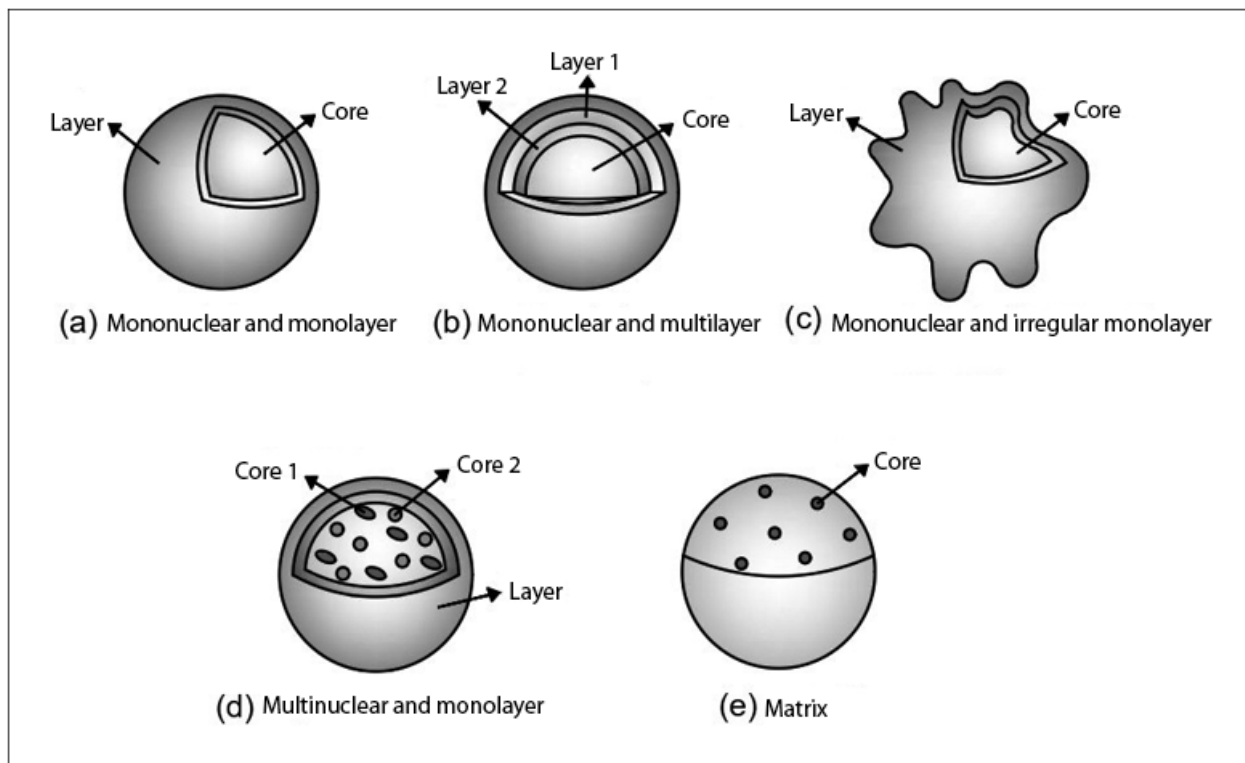 Layer
Core
(a) Mononuclear and monolayer
Layer 1
Layer 2
Core
(b) Mononuclear and multilayer
Layer
Core
(c) Mononuclear and irregular monolayer
Core 1
Core 2
Layer
(d) Multinuclear and monolayer
Core
(e) Matrix